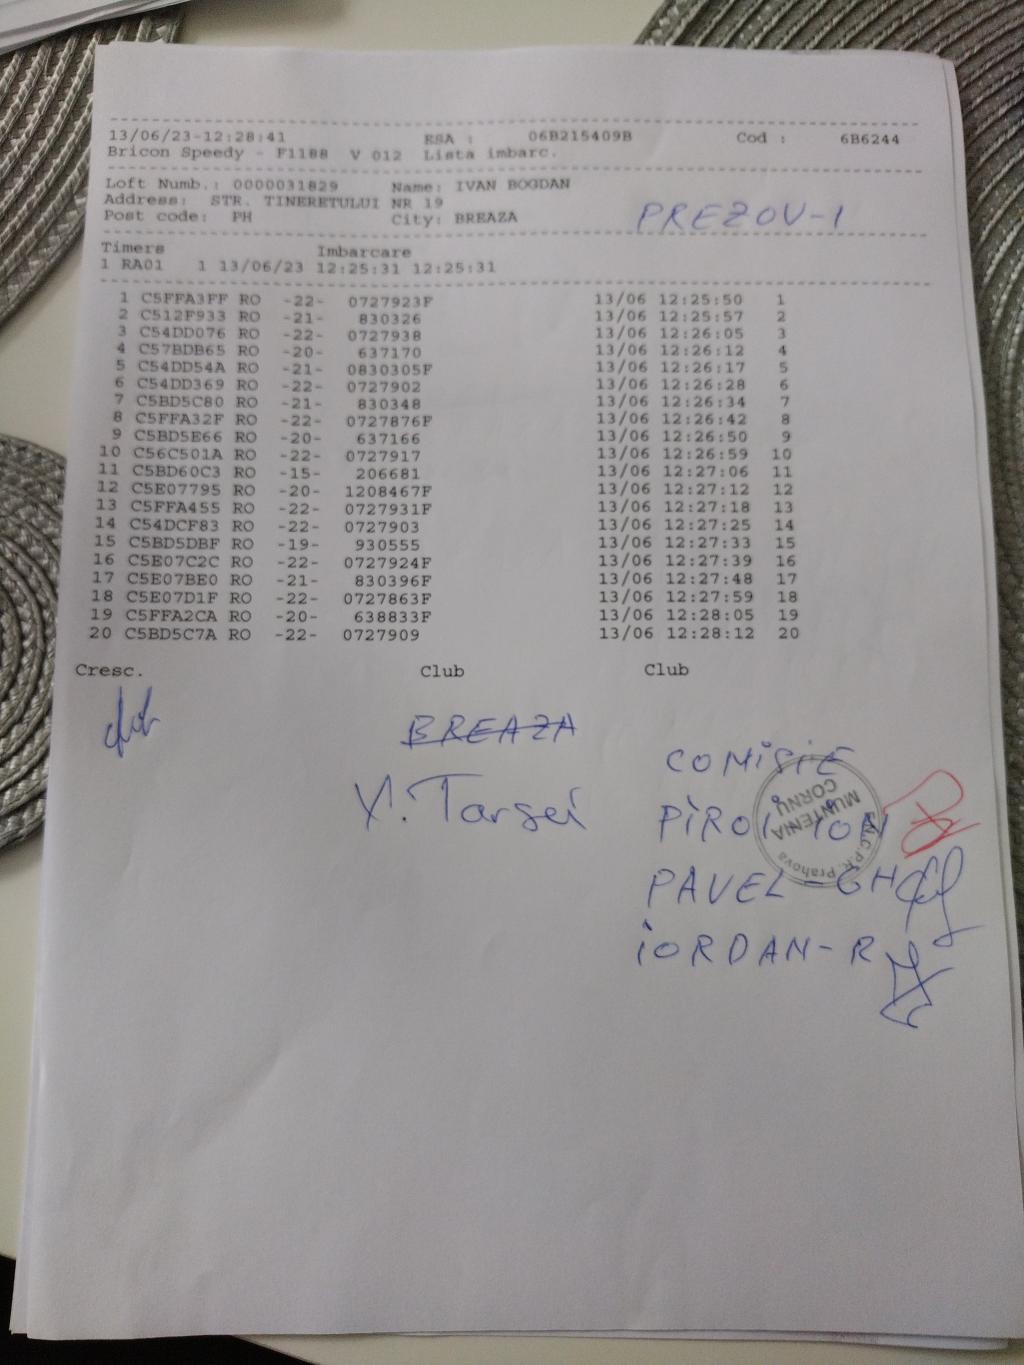 13/06/23-12:28:41 ESA : 06B215409B Cod : 6B6244
Bricon Speedy - F1188 V 012 Lista imbarc.
Loft Numb.: 0000031829 Name: IVAN BOGDAN
Address: STR. TINERETULUI NR 19
Post code: PH City: BREAZA
PREZOV-1
Timers Imbarcare
1 RA01 1 13/06/23 12:25:31 12:25:31
1 C5FFA3FF RO -22- 0727923F 13/06 12:25:50 1
2 C512F933 RO -21- 830326 13/06 12:25:57 2
3 C54DD076 RO -22- 0727938 13/06 12:26:05 3
4 C57BDB65 RO -20- 637170 13/06 12:26:12 4
5 C54DD54A RO -21- 0830305F 13/06 12:26:17 5
6 C54DD369 RO -22- 0727902 13/06 12:26:28 6
7 C5BD5C80 RO -21- 830348 13/06 12:26:34 7
8 C5FFA32F RO -22- 0727876F 13/06 12:26:42 8
9 C5BD5E66 RO -20- 637166 13/06 12:26:50 9
10 C56C501A RO -22- 0727917 13/06 12:26:59 10
11 C5BD60C3 RO -15- 206681 13/06 12:27:06 11
12 C5E07795 RO -20- 1208467F 13/06 12:27:12 12
13 C5FFA455 RO -22- 0727931F 13/06 12:27:18 13
14 C54DCF83 RO -22- 0727903 13/06 12:27:25 14
15 C5BD5DBF RO -19- 930555 13/06 12:27:33 15
16 C5E07C2C RO -22- 0727924F 13/06 12:27:39 16
17 C5E07BE0 RO -21- 830396F 13/06 12:27:48 17
18 C5E07D1F RO -22- 0727863F 13/06 12:27:59 18
19 C5FFA2CA RO -20- 638833F 13/06 12:28:05 19
20 C5BD5C7A RO -22- 0727909 13/06 12:28:12 20
Cresc. Club Club
BREAZA
COMISIE
PIROI ION
PAVEL-GH
IORDAN-R
MUNTENIA
CORNU
Prahova